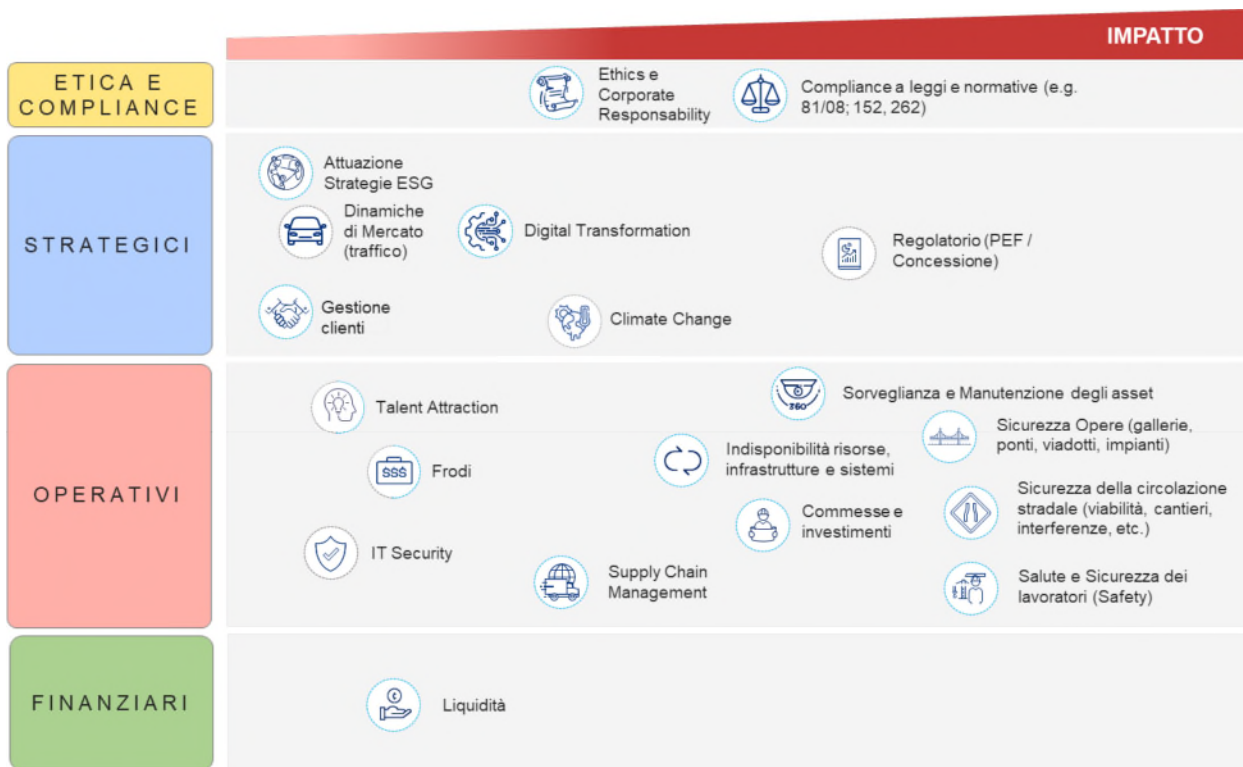 IMPATTO
ETICA E
COMPLIANCE
Ethics e
Corporate
Responsability
Compliance a leggi e normative (e.g.
81/08; 152, 262)
STRATEGICI
Attuazione
Strategie ESG
Dinamiche
di Mercato
(traffico)
Digital Transformation
Regolatorio (PEF /
Concessione)
Gestione
clienti
Climate Change
OPERATIVI
Talent Attraction
360
Sorveglianza e Manutenzione degli asset
Sicurezza Opere (gallerie,
ponti, viadotti, impianti)
$$$
Frodi
Indisponibilità risorse,
infrastrutture e sistemi
Commesse e
investimenti
Sicurezza della circolazione
stradale (viabilità, cantieri,
interferenze, etc.)
IT Security
Supply Chain
Management
Salute e Sicurezza dei
lavoratori (Safety)
FINANZIARI
Liquidità